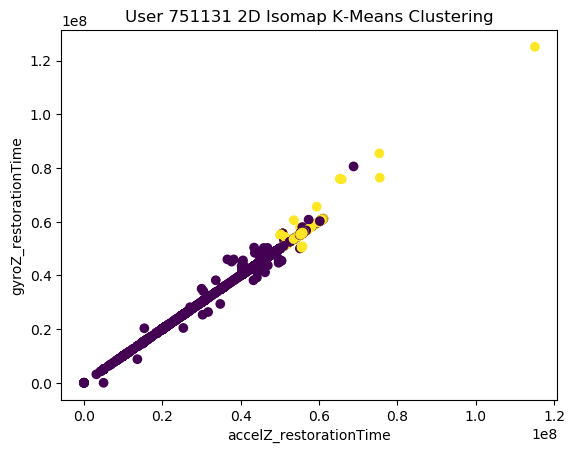 User 751131 2D Isomap K-Means Clustering
1e8
1.2
1.0
0.8
0.6
0.4
0.2
0.0
gyroZ_restorationTime
0.0 0.2 0.4 0.6 0.8 1.0 1.2
1e8
accelZ_restorationTime